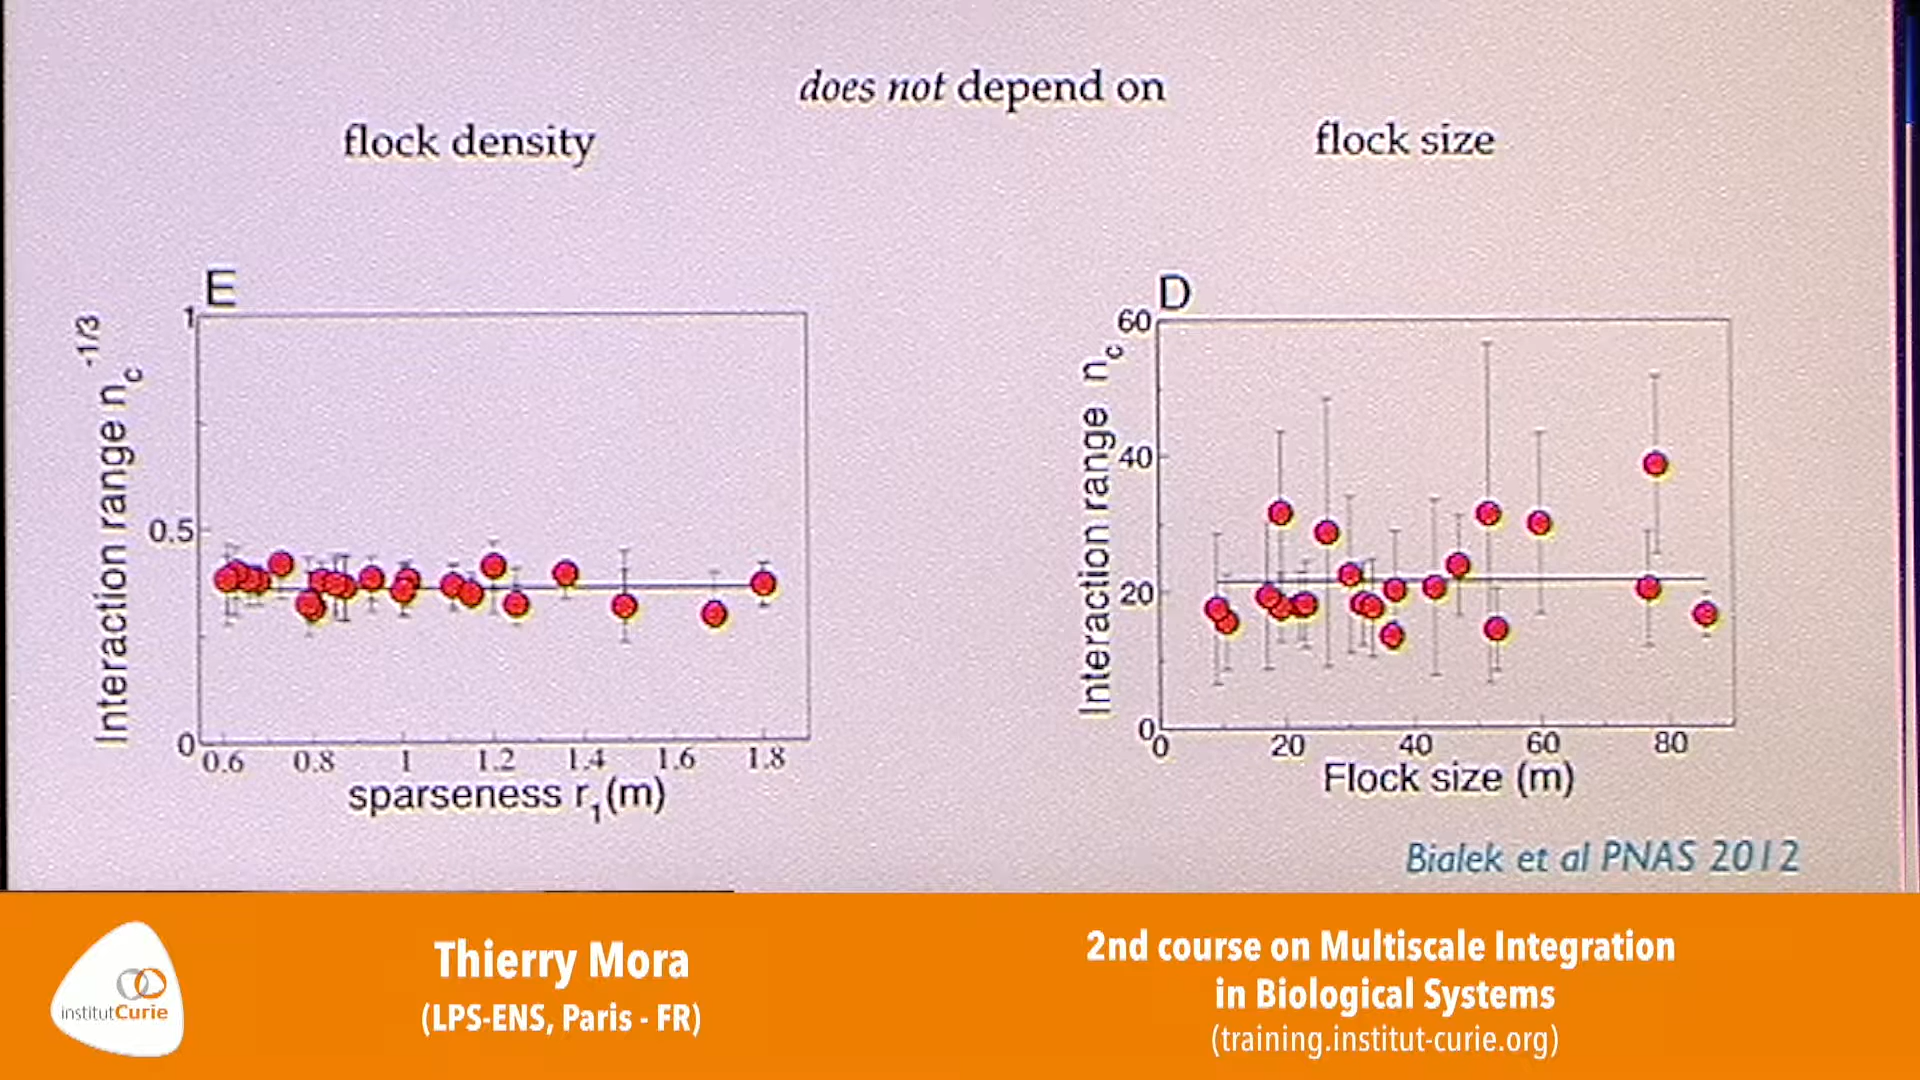 does not depend on
flock density
flock size
E
Interaction range n_c^-1/3
1
0.5
0
0.6 0.8 1 1.2 1.4 1.6 1.8
sparseness r_1(m)
D
Interaction range n_c
60
40
20
0
0 20 40 60 80
Flock size (m)
Bialek et al PNAS 2012
institutCurie
Thierry Mora
(LPS-ENS, Paris - FR)
2nd course on Multiscale Integration
in Biological Systems
(training.institut-curie.org)